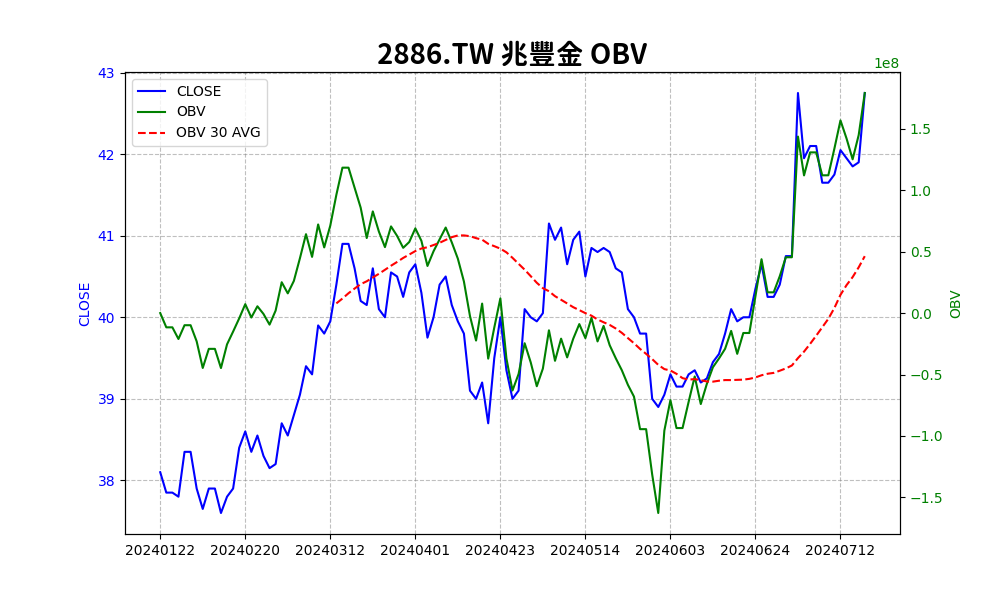 2886.TW 兆豐金 OBV
1e8
CLOSE
OBV
OBV 30 AVG
43
42
41
40
39
38
CLOSE
1.5
1.0
0.5
0.0
−0.5
−1.0
−1.5
OBV
20240122 20240220 20240312 20240401 20240423 20240514 20240603 20240624 20240712